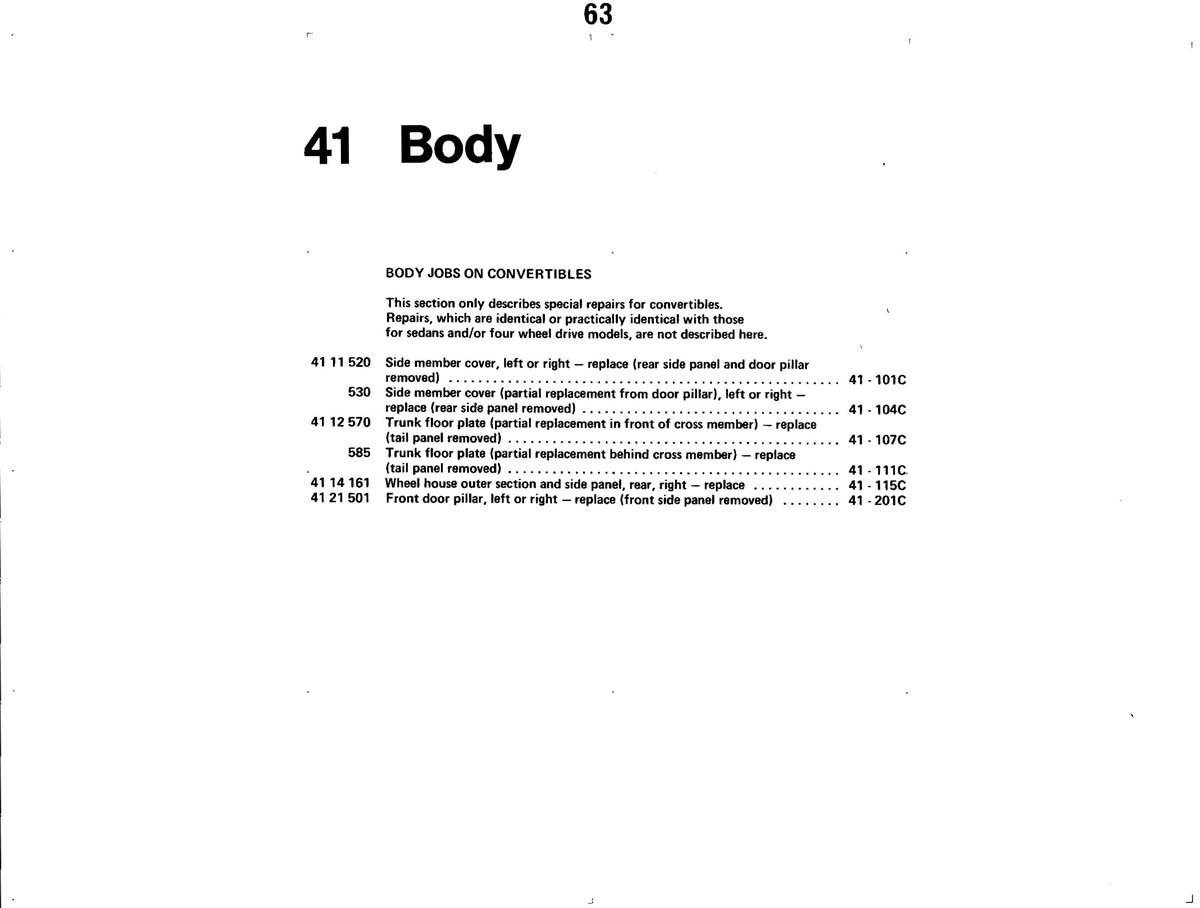 63
41 Body
BODY JOBS ON CONVERTIBLES
This section only describes special repairs for convertibles.
Repairs, which are identical or practically identical with those
for sedans and/or four wheel drive models, are not described here.
41 11 520 Side member cover, left or right — replace (rear side panel and door pillar
removed) .................................................... 41 - 101C
530 Side member cover (partial replacement from door pillar), left or right —
replace (rear side panel removed) .................................. 41 - 104C
41 12 570 Trunk floor plate (partial replacement in front of cross member) — replace
(tail panel removed) ............................................ 41 - 107C
585 Trunk floor plate (partial replacement behind cross member) — replace
(tail panel removed) ............................................ 41 - 111C
41 14 161 Wheel house outer section and side panel, rear, right — replace ............ 41 - 115C
41 21 501 Front door pillar, left or right — replace (front side panel removed) ........ 41 - 201C